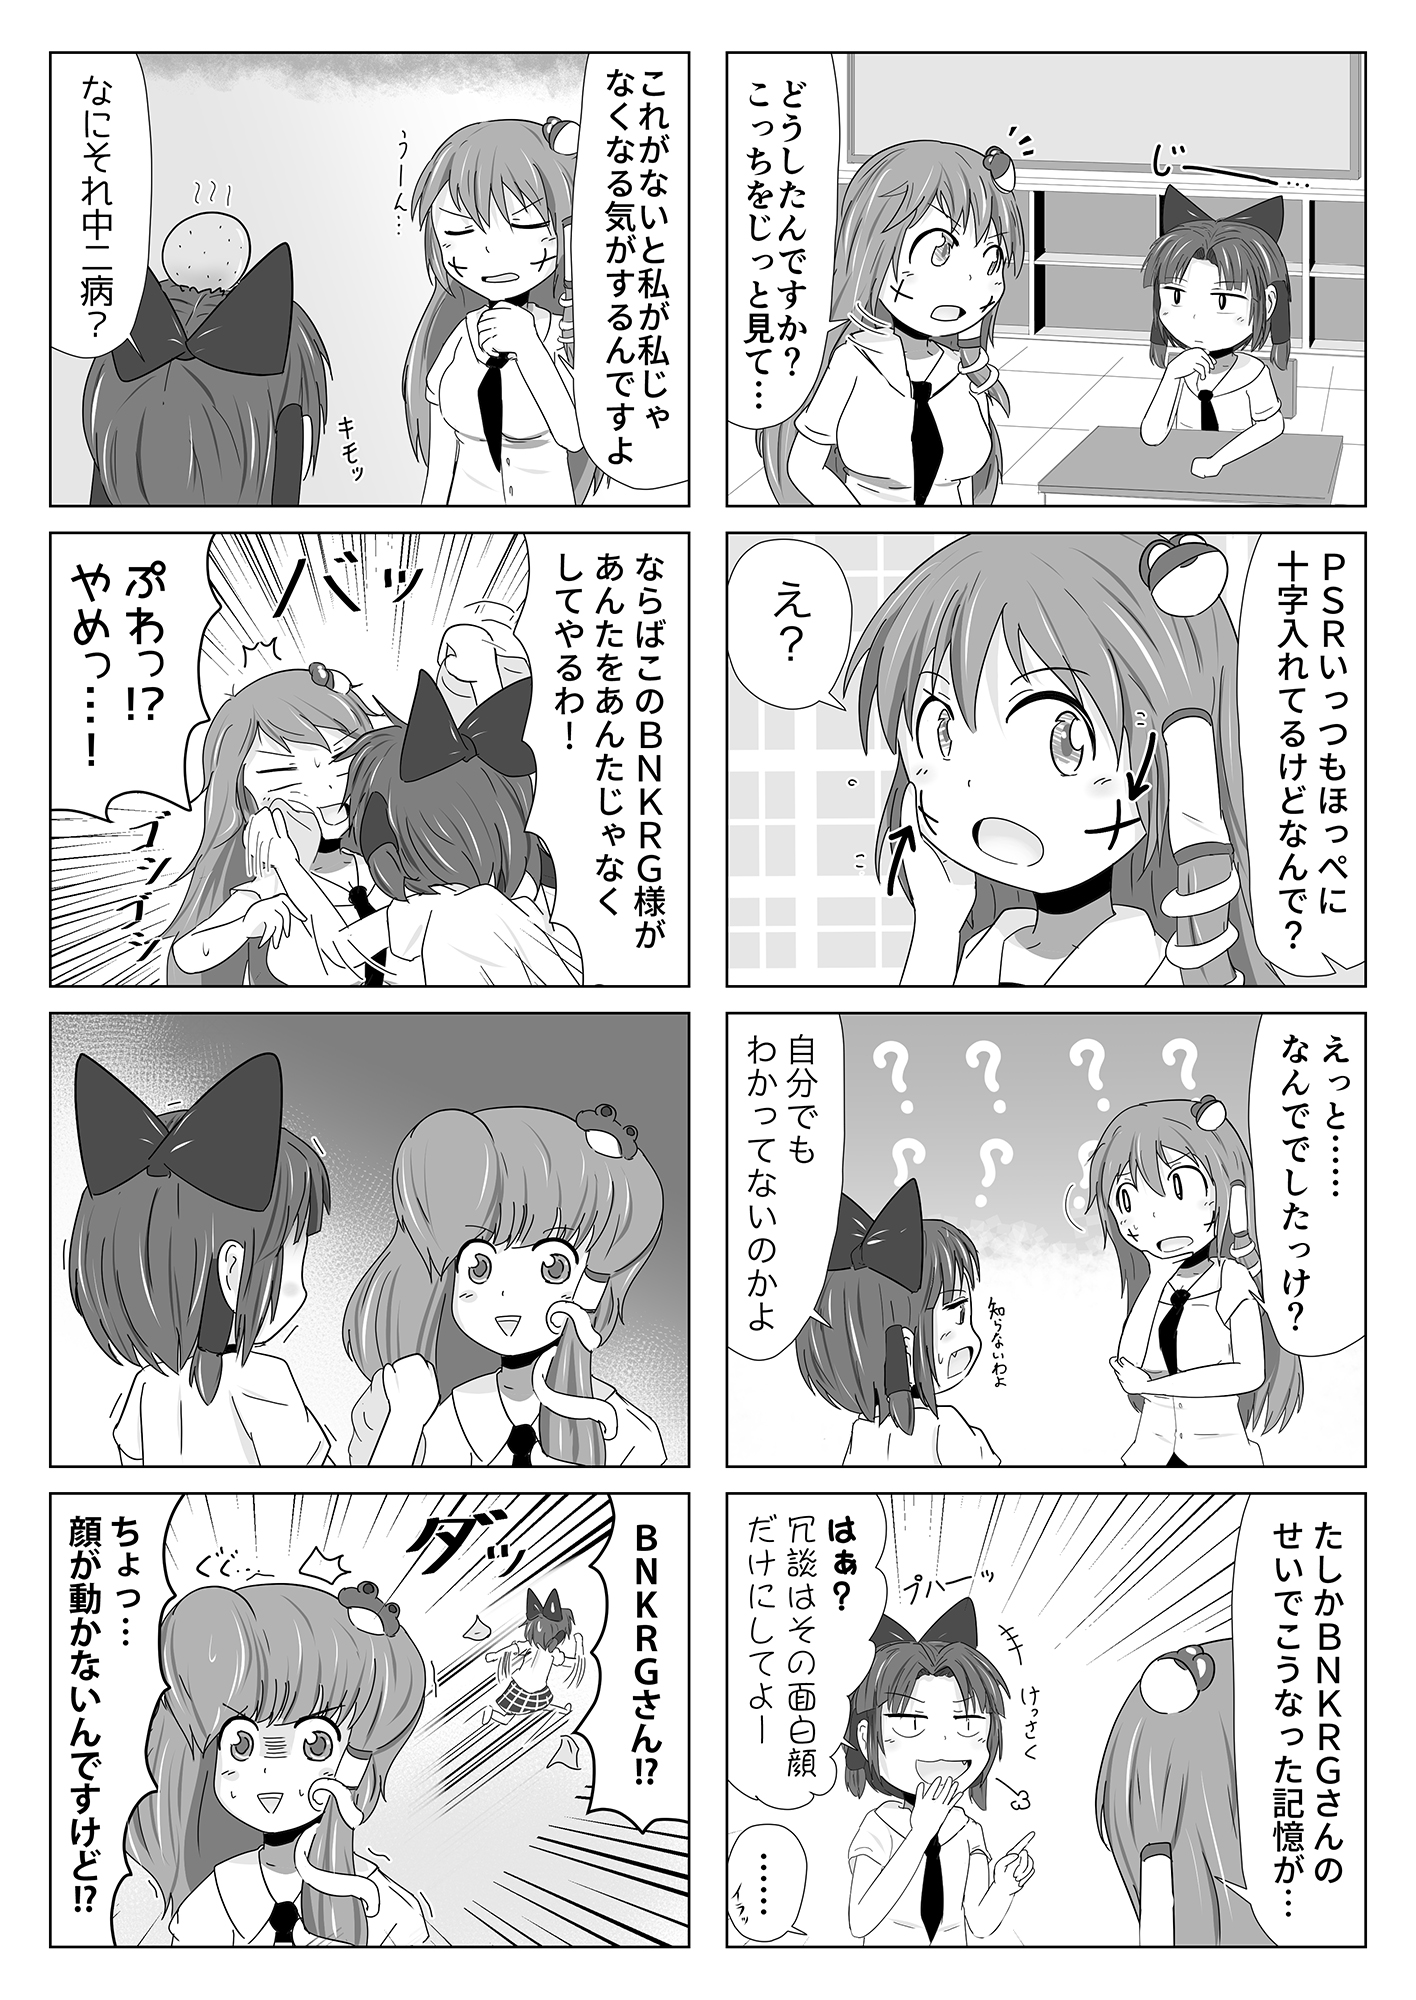 じーー…
どうしたんですか？
こっちをじっと見て…
ＰＳＲいっつもほっぺに
十字入れてるけどなんで？
え？
えっと……
なんででしたっけ？
知らないわよ
自分でも
わかってないのかよ
たしかＢＮＫＲＧさんの
せいでこうなった記憶が…
プハーッ
けっさく
はぁ？
冗談はその面白顔
だけにしてよー
……
イラッ
これがないと私が私じゃ
なくなる気がするんですよ
うーん…
なにそれ中二病？
キモッ
ならばこのＢＮＫＲＧ様が
あんたをあんたじゃなく
してやるわ！
バッ
ぷわっ!?
やめっ……！
ゴシゴシ
ＢＮＫＲＧさん!?
ダッ
ぐぐ…
ちょっ…
顔が動かないんですけど!?